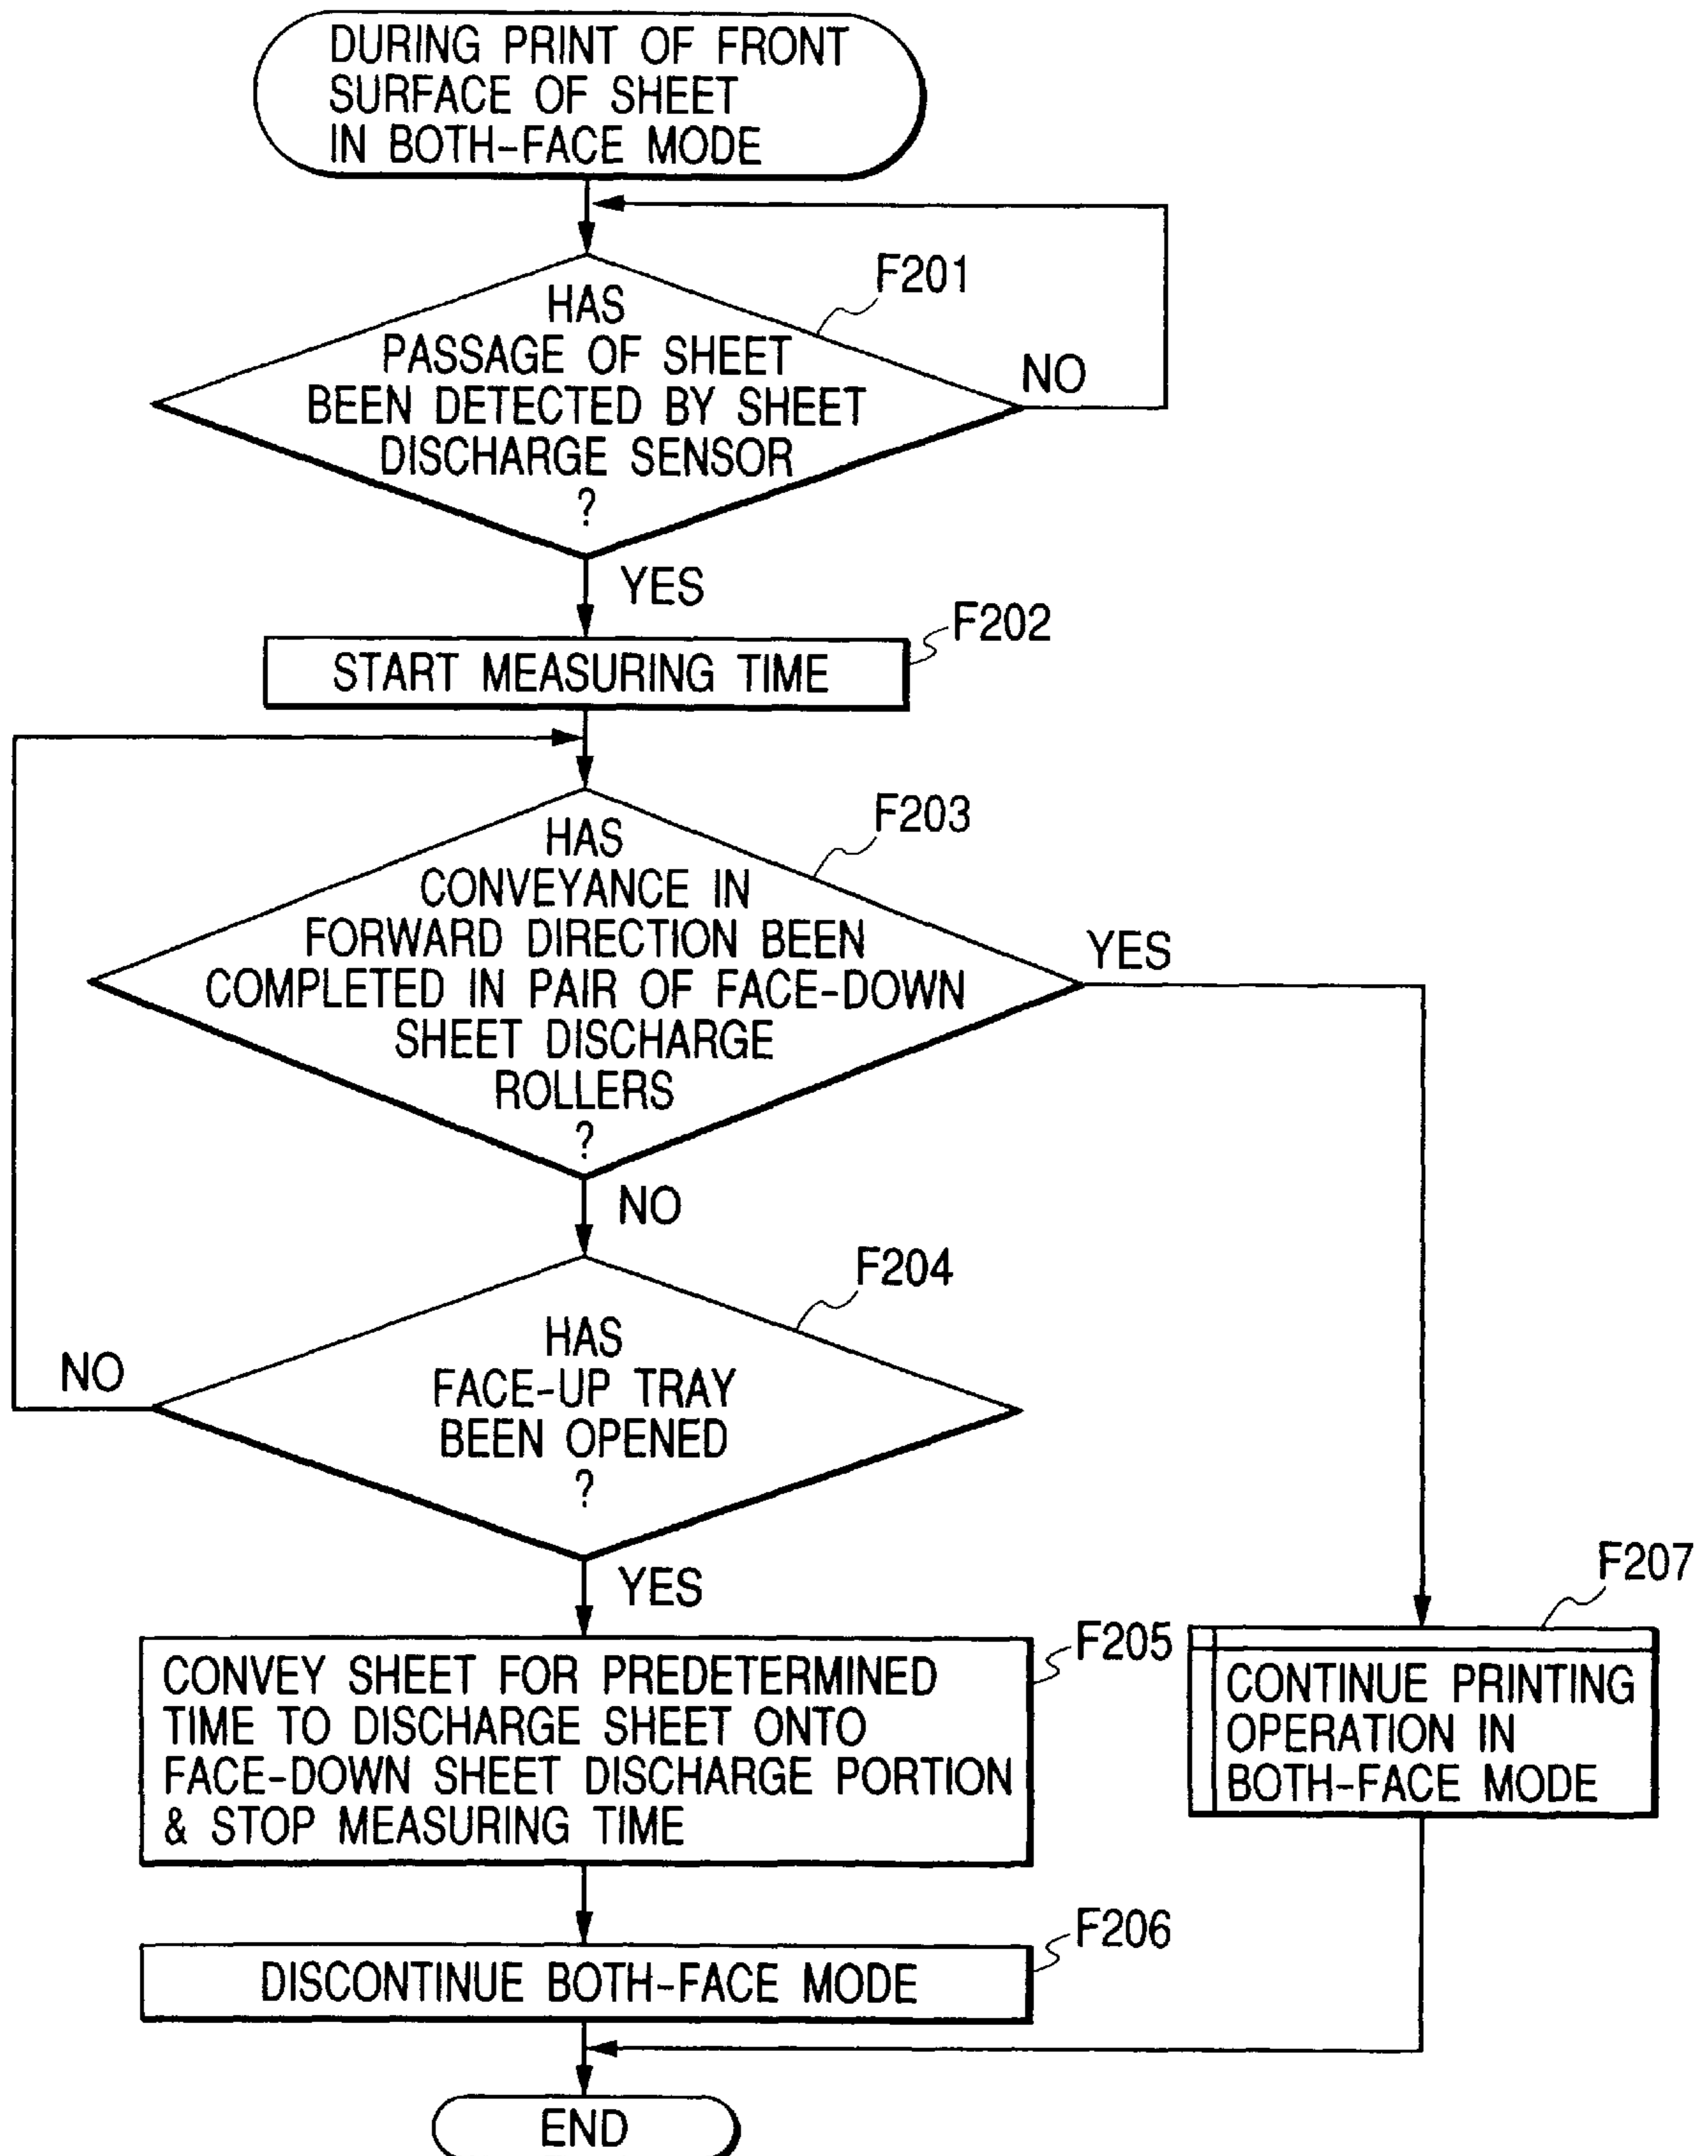 DURING PRINT OF FRONT
SURFACE OF SHEET
IN BOTH-FACE MODE
F201
HAS
PASSAGE OF SHEET
BEEN DETECTED BY SHEET
DISCHARGE SENSOR
?
NO
YES
F202
START MEASURING TIME
F203
HAS
CONVEYANCE IN
FORWARD DIRECTION BEEN
COMPLETED IN PAIR OF FACE-DOWN
SHEET DISCHARGE
ROLLERS
?
YES
NO
F204
HAS
FACE-UP TRAY
BEEN OPENED
?
NO
YES
F205
CONVEY SHEET FOR PREDETERMINED
TIME TO DISCHARGE SHEET ONTO
FACE-DOWN SHEET DISCHARGE PORTION
& STOP MEASURING TIME
F207
CONTINUE PRINTING
OPERATION IN
BOTH-FACE MODE
F206
DISCONTINUE BOTH-FACE MODE
END